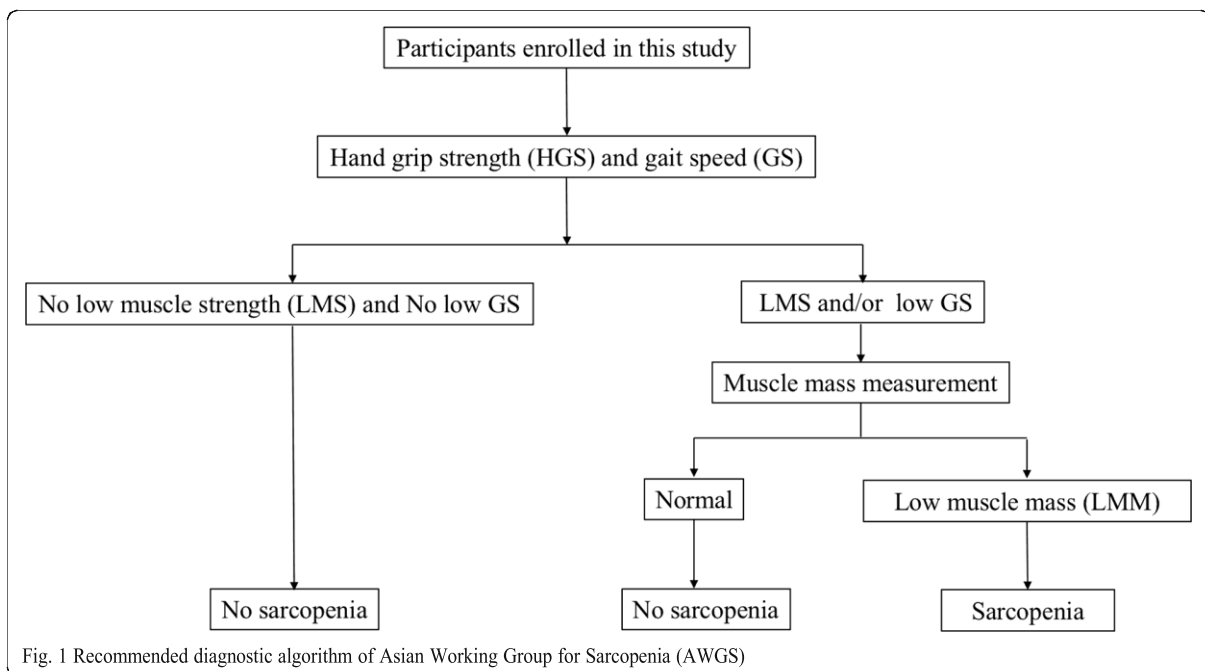 Participants enrolled in this study
Hand grip strength (HGS) and gait speed (GS)
No low muscle strength (LMS) and No low GS
LMS and/or low GS
Muscle mass measurement
Normal
Low muscle mass (LMM)
No sarcopenia
No sarcopenia
Sarcopenia
Fig. 1 Recommended diagnostic algorithm of Asian Working Group for Sarcopenia (AWGS)